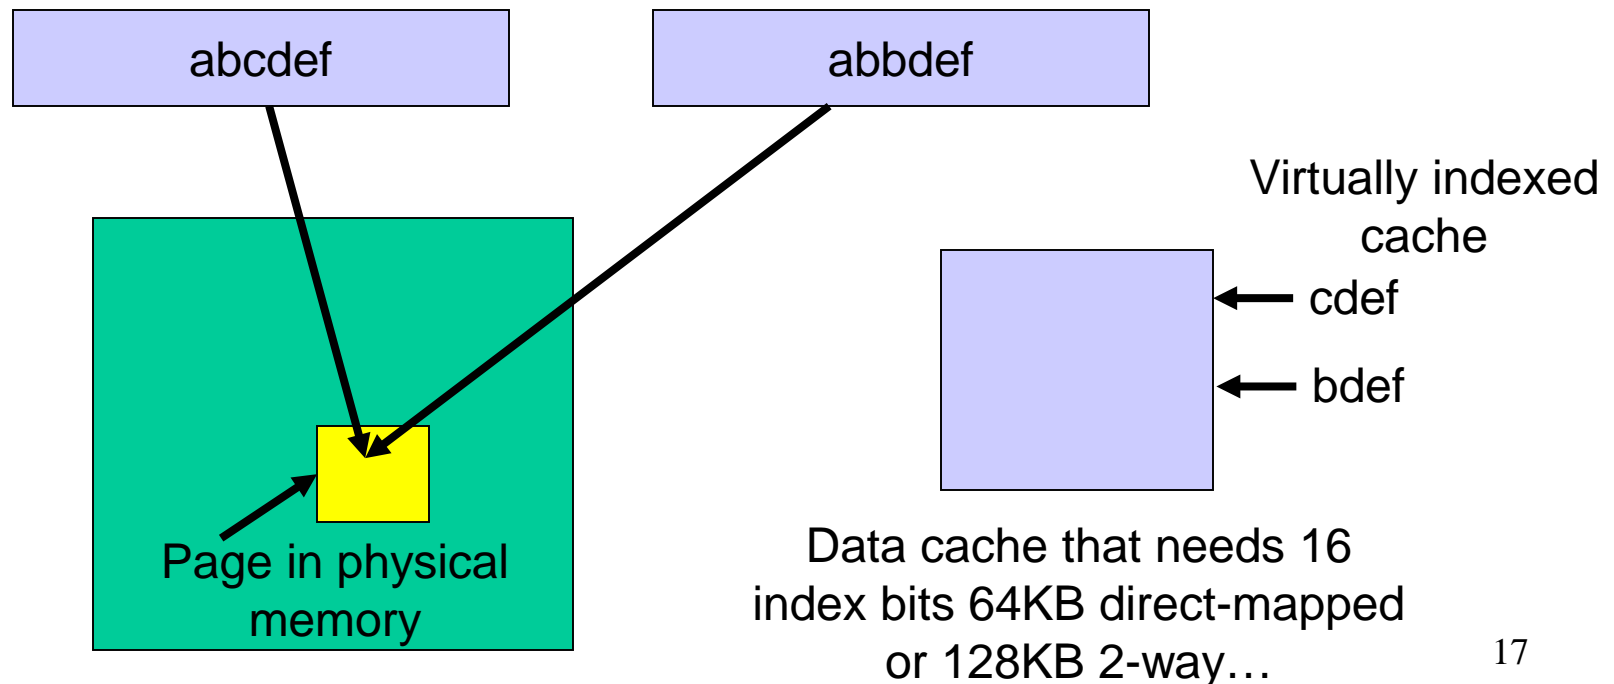 abcdef
abbdef
Virtually indexed
cache
cdef
bdef
Page in physical
memory
Data cache that needs 16
index bits 64KB direct-mapped
or 128KB 2-way…
17